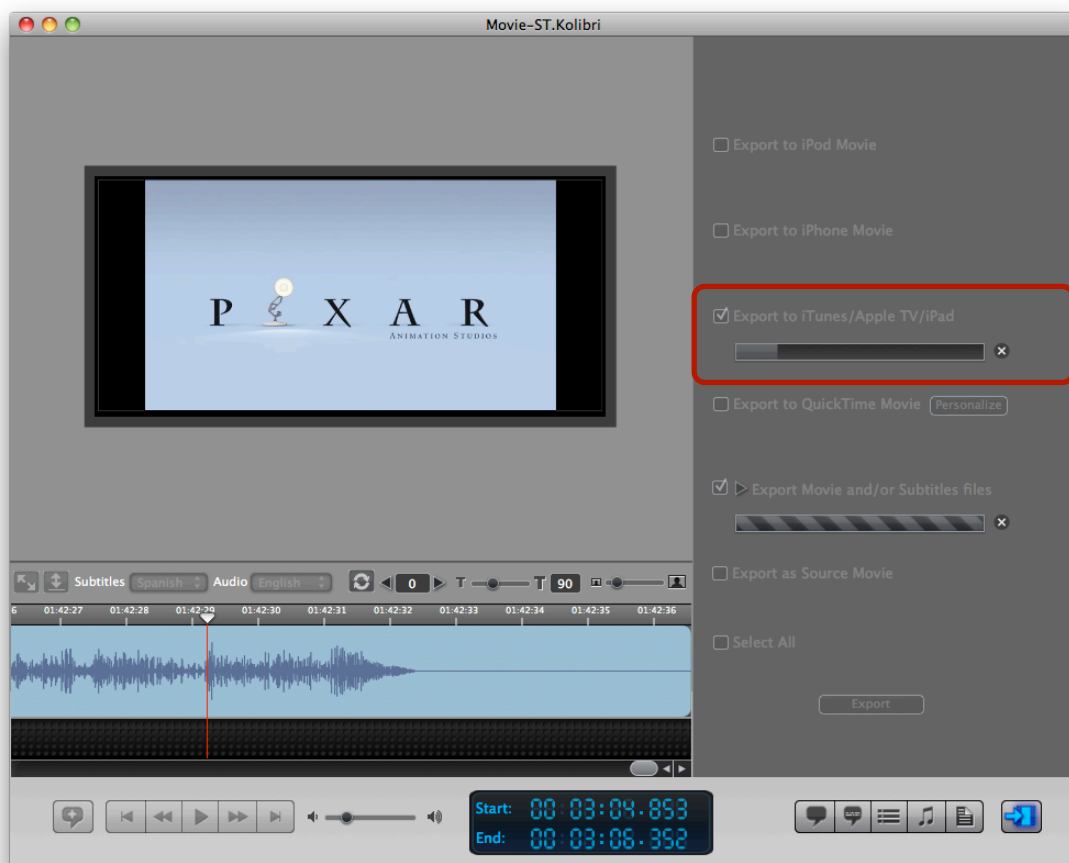 Movie-ST.Kolibri
P XAR
ANIMATION STUDIOS
Export to iPod Movie
Export to iPhone Movie
Export to iTunes/Apple TV/iPad
Export to QuickTime Movie Personalize
Export Movie and/or Subtitles files
Export as Source Movie
Select All
Export
Subtitles Spanish Audio English 0 T T 90
6 01:42:27 01:42:28 01:42:29 01:42:30 01:42:31 01:42:32 01:42:33 01:42:34 01:42:35 01:42:36
Start: 00:03:04.853
End: 00:03:08.352